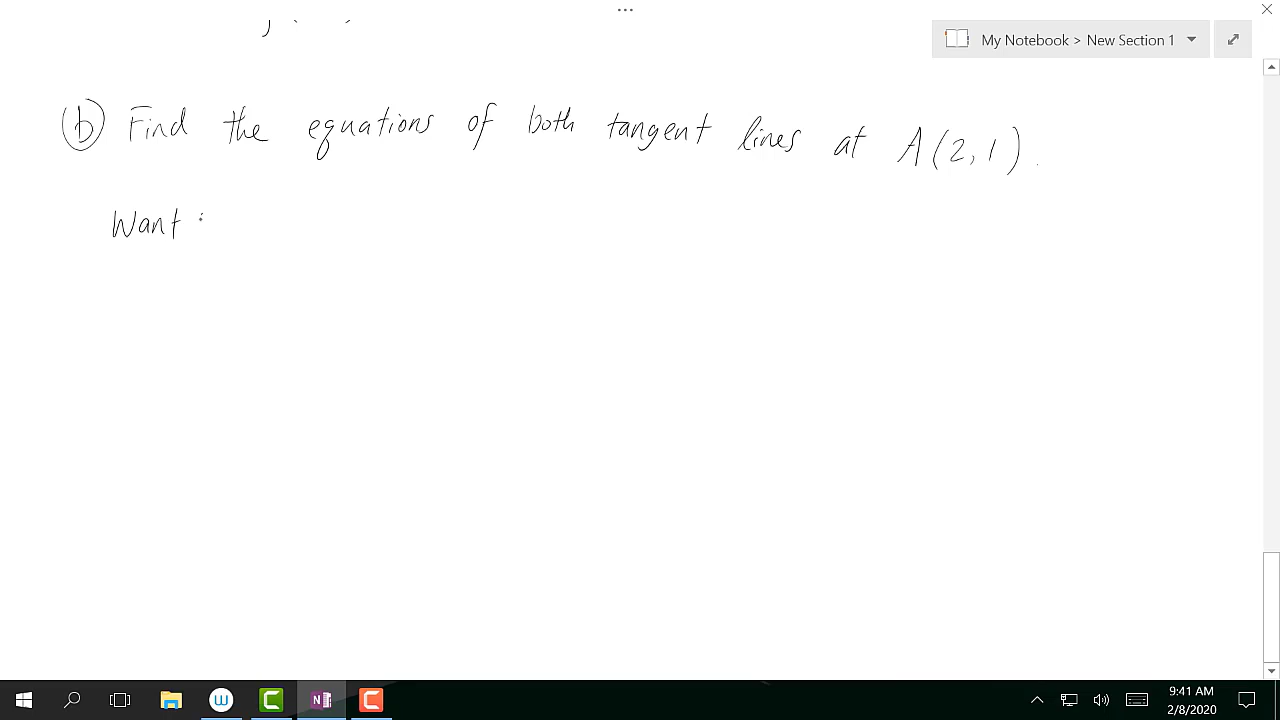 My Notebook > New Section 1
(b) Find the equations of both tangent lines at A(2, 1).
Want :
9:41 AM
2/8/2020